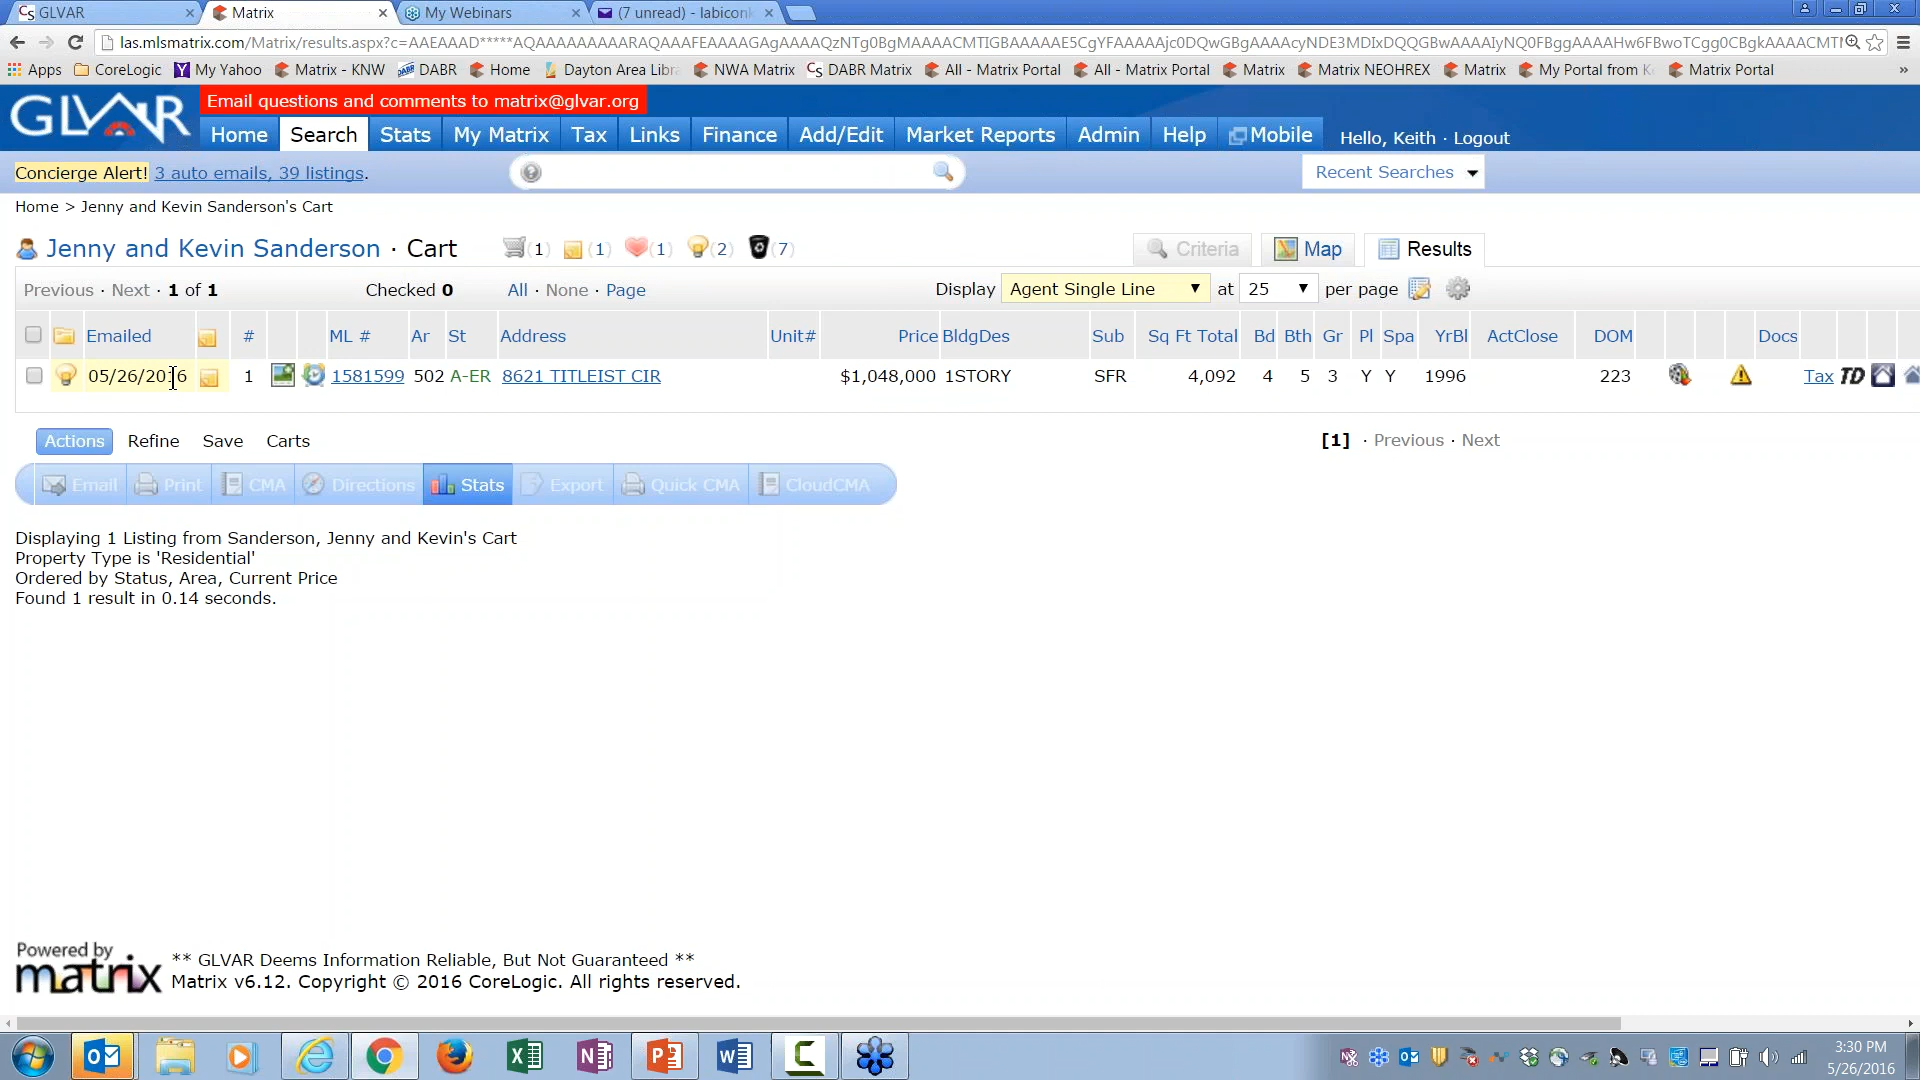 GLVAR
Matrix
My Webinars
(7 unread) - labiconk
las.mlsmatrix.com/Matrix/results.aspx?c=
Apps
CoreLogic
My Yahoo
Matrix - KNW
DABR
Home
Dayton Area Libra
NWA Matrix
DABR Matrix
All - Matrix Portal
All - Matrix Portal
Matrix
Matrix NEOHREX
Matrix
My Portal from K
Matrix Portal
»
GLVAR
Email questions and comments to matrix@glvar.org
Home Search Stats My Matrix Tax Links Finance Add/Edit Market Reports Admin Help Mobile Hello, Keith · Logout
Concierge Alert! 3 auto emails, 39 listings.
Recent Searches
Home > Jenny and Kevin Sanderson's Cart
Jenny and Kevin Sanderson · Cart (1) (1) (1) (2) (7)
Criteria Map Results
Previous · Next · 1 of 1 Checked 0 All · None · Page Display Agent Single Line at 25 per page
Emailed # ML # Ar St Address Unit# Price BldgDes Sub Sq Ft Total Bd Bth Gr Pl Spa YrBl ActClose DOM Docs
05/26/2016 1 1581599 502 A-ER 8621 TITLEIST CIR $1,048,000 1STORY SFR 4,092 4 5 3 Y Y 1996 223 Tax TD
Actions Refine Save Carts [1] · Previous · Next
Email Print CMA Directions Stats Export Quick CMA CloudCMA
Displaying 1 Listing from Sanderson, Jenny and Kevin's Cart
Property Type is 'Residential'
Ordered by Status, Area, Current Price
Found 1 result in 0.14 seconds.
Powered by
matrix
** GLVAR Deems Information Reliable, But Not Guaranteed **
Matrix v6.12. Copyright © 2016 CoreLogic. All rights reserved.
3:30 PM
5/26/2016